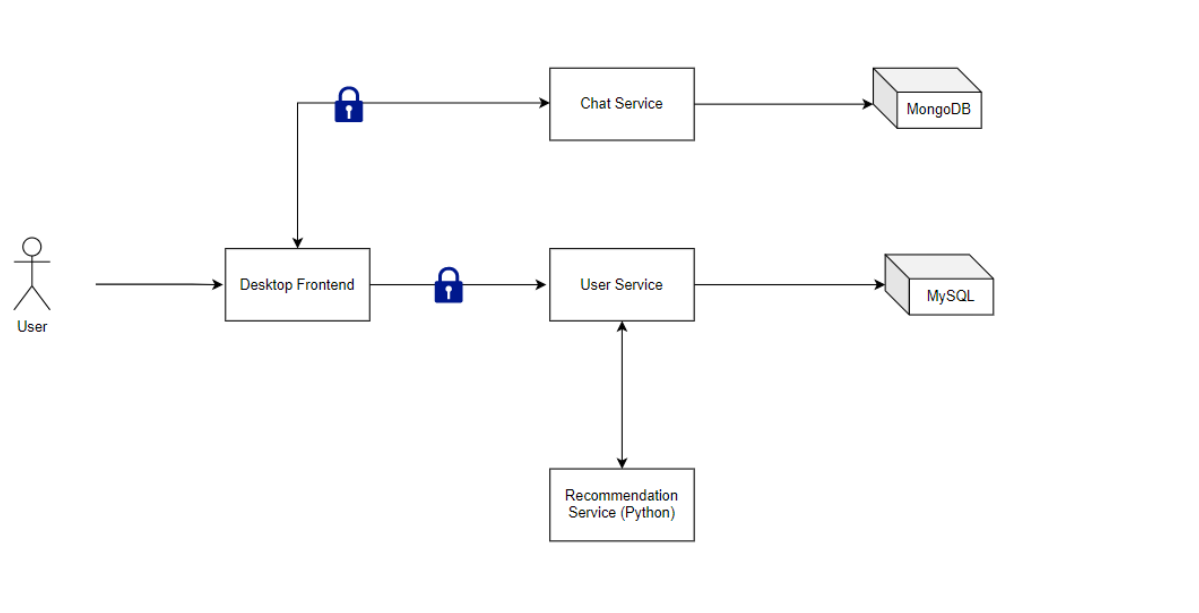 Chat Service
MongoDB
User
Desktop Frontend
User Service
MySQL
Recommendation
Service (Python)